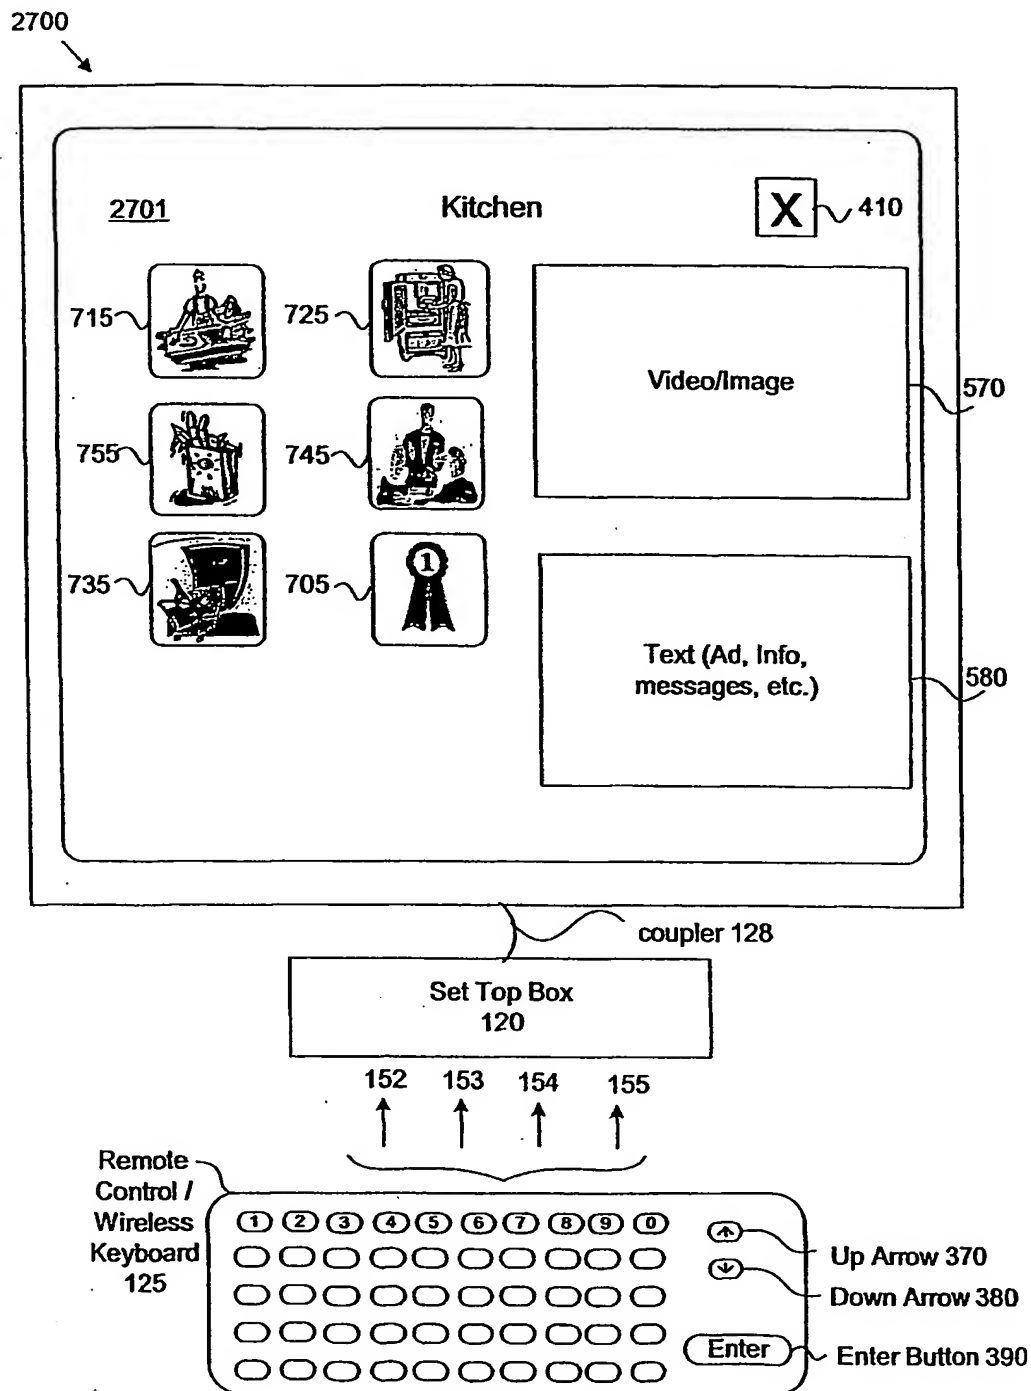 2700
2701
Kitchen
X
410
715
725
Video/Image
570
755
745
735
705
1
Text (Ad, Info,
messages, etc.)
580
coupler 128
Set Top Box
120
152 153 154 155
Remote
Control /
Wireless
Keyboard
125
1 2 3 4 5 6 7 8 9 0
Up Arrow 370
Down Arrow 380
Enter
Enter Button 390